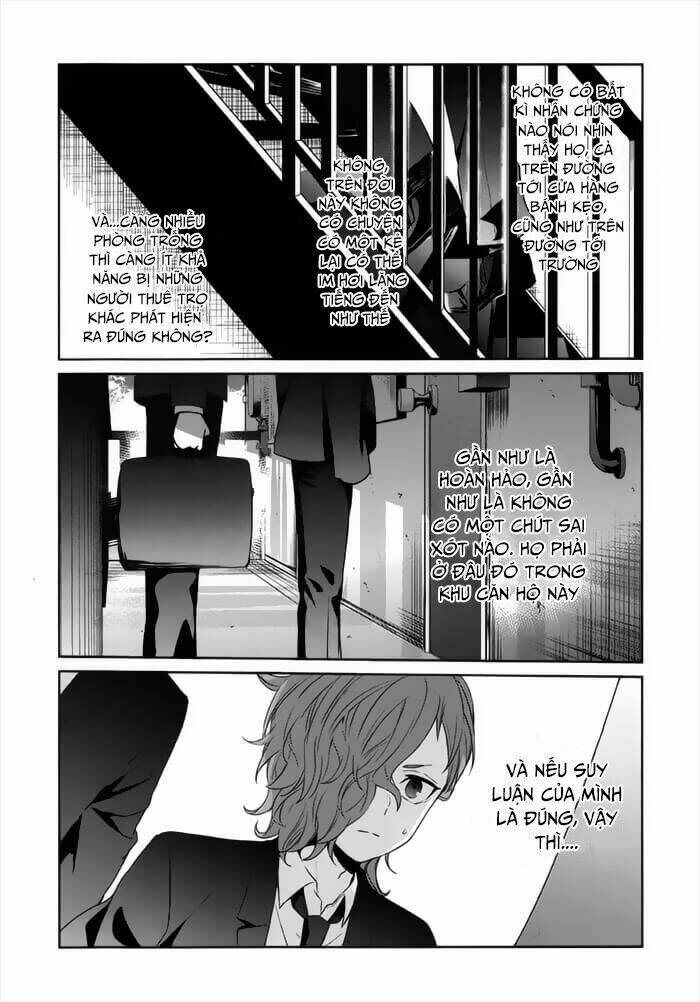 KHÔNG CÓ BẤT
KÌ NHÂN CHỨNG
NÀO NÓI NHÌN
THẤY HỌ, CẢ
TRÊN ĐƯỜNG
TỚI CỬA HÀNG
BÁNH KẸO,
CŨNG NHƯ TRÊN
ĐƯỜNG TỚI
TRƯỜNG
KHÔNG,
TRÊN ĐỜI
NÀY KHÔNG
CÓ CHUYỆN
CÓ MỘT KẺ
LẠI CÓ THỂ
IM HƠI LẶNG
TIẾNG ĐẾN
NHƯ THẾ
VÀ...CÀNG NHIỀU
PHÒNG TRỐNG
THÌ CÀNG ÍT KHẢ
NĂNG BỊ NHỮNG
NGƯỜI THUÊ TRỌ
KHÁC PHÁT HIỆN
RA ĐÚNG KHÔNG?
GẦN NHƯ LÀ
HOÀN HẢO, GẦN
NHƯ LÀ KHÔNG
CÓ MỘT CHÚT SAI
XÓT NÀO. HỌ PHẢI
Ở ĐÂU ĐÓ TRONG
KHU CĂN HỘ NÀY
VÀ NẾU SUY
LUẬN CỦA MÌNH
LÀ ĐÚNG, VẬY
THÌ....